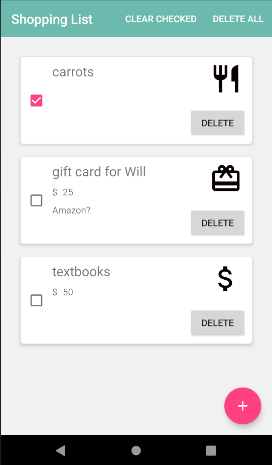 Shopping List CLEAR CHECKED DELETE ALL
carrots
DELETE
gift card for Will
$ 25
Amazon?
DELETE
textbooks
$ 50
DELETE